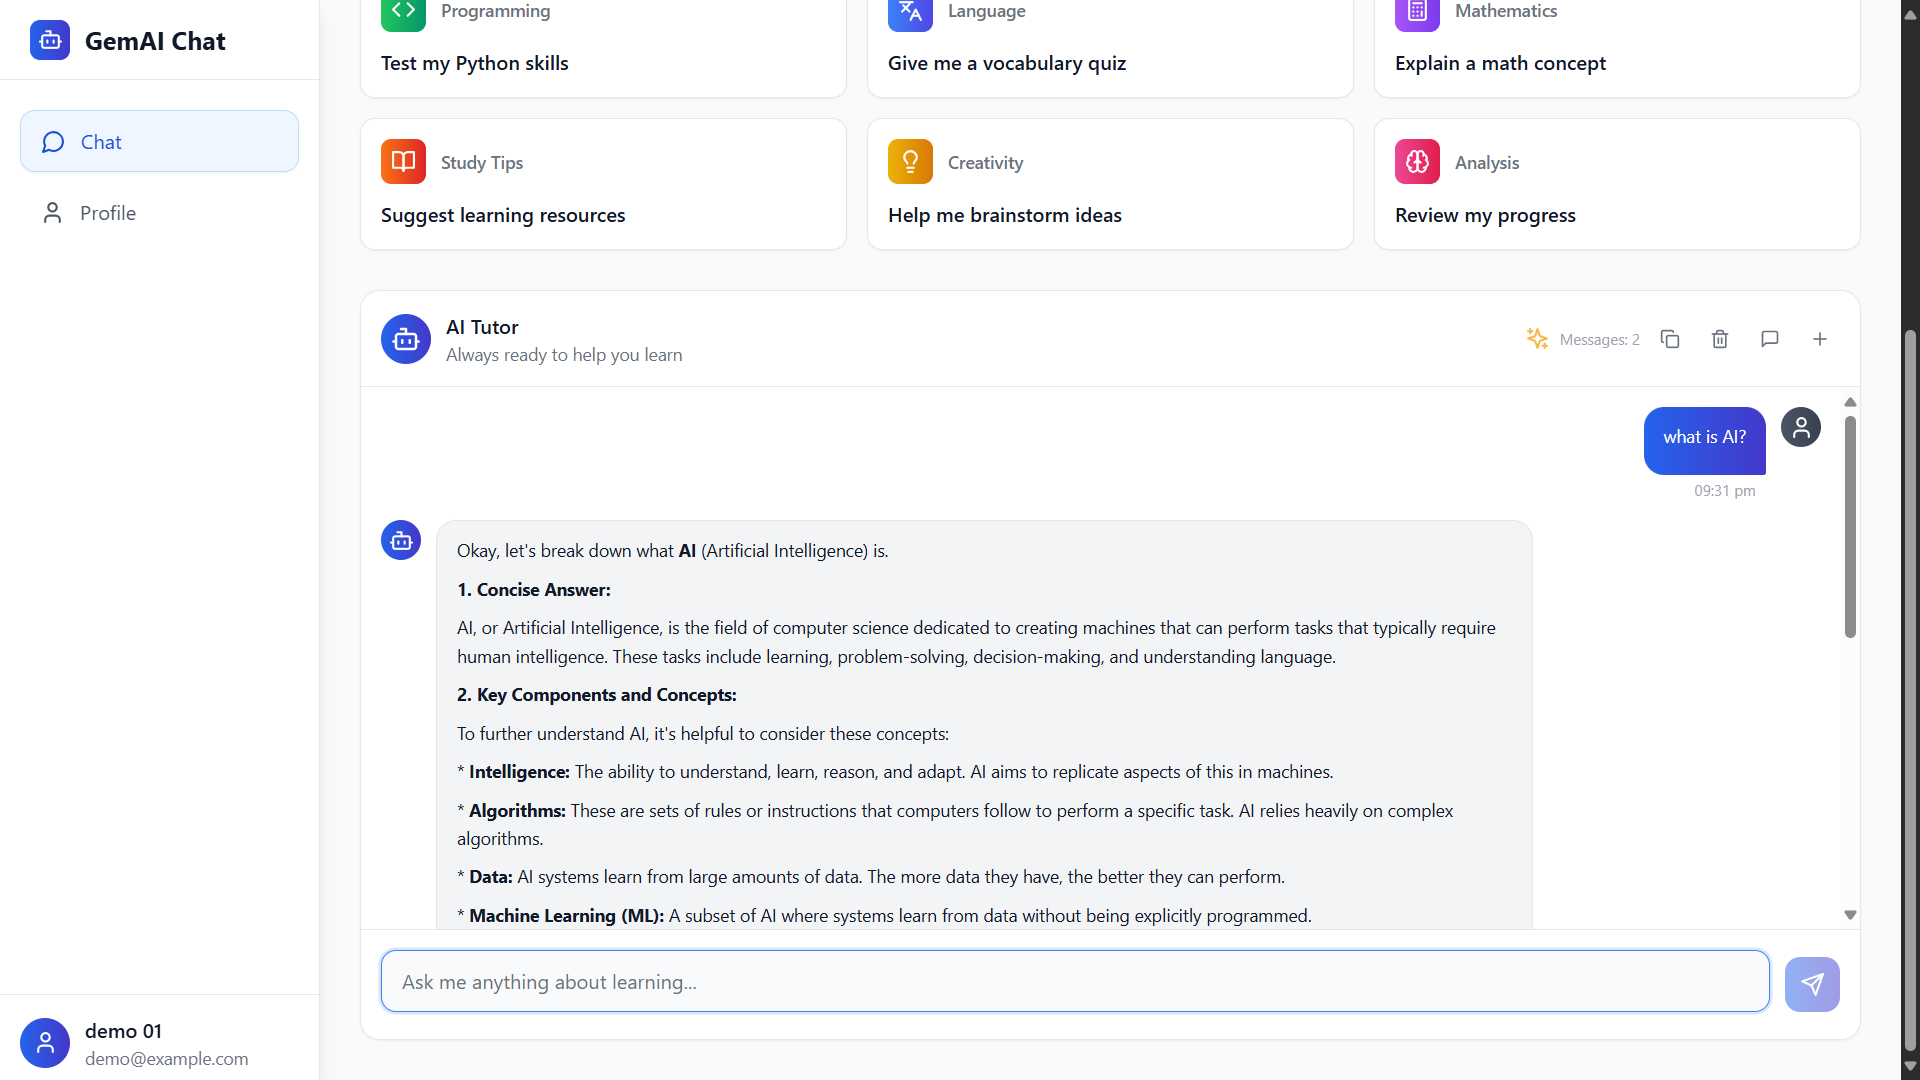 GemAI Chat
Chat
Profile
Programming
Test my Python skills
Language
Give me a vocabulary quiz
Mathematics
Explain a math concept
Study Tips
Suggest learning resources
Creativity
Help me brainstorm ideas
Analysis
Review my progress
AI Tutor
Always ready to help you learn
Messages: 2
what is AI?
09:31 pm
Okay, let's break down what AI (Artificial Intelligence) is.
1. Concise Answer:
AI, or Artificial Intelligence, is the field of computer science dedicated to creating machines that can perform tasks that typically require
human intelligence. These tasks include learning, problem-solving, decision-making, and understanding language.
2. Key Components and Concepts:
To further understand AI, it's helpful to consider these concepts:
* Intelligence: The ability to understand, learn, reason, and adapt. AI aims to replicate aspects of this in machines.
* Algorithms: These are sets of rules or instructions that computers follow to perform a specific task. AI relies heavily on complex
algorithms.
* Data: AI systems learn from large amounts of data. The more data they have, the better they can perform.
* Machine Learning (ML): A subset of AI where systems learn from data without being explicitly programmed.
Ask me anything about learning...
demo 01
demo@example.com